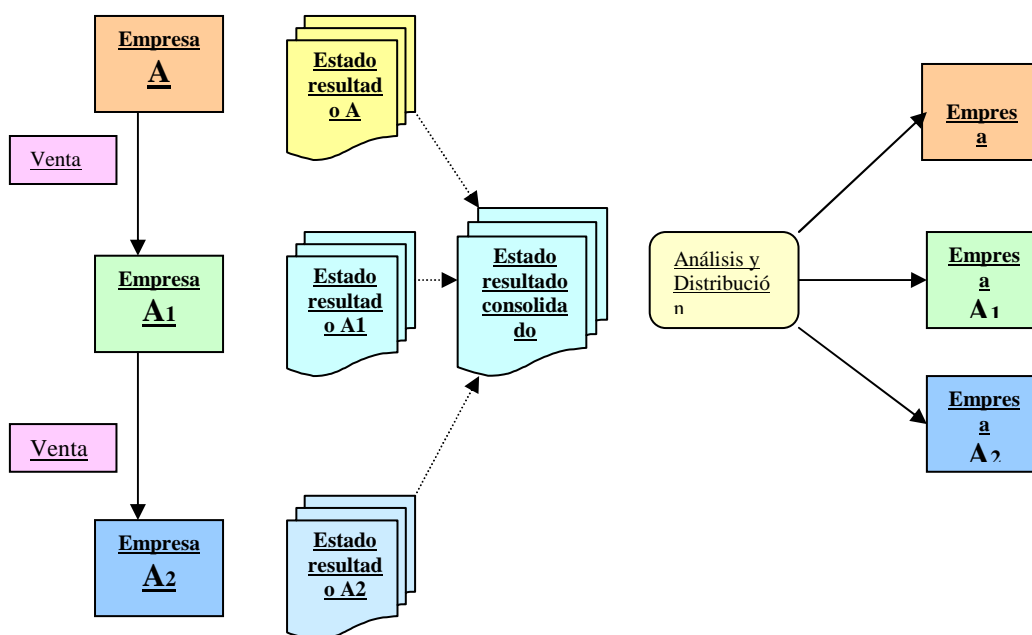 Empresa
A
Venta
Empresa
A1
Venta
Empresa
A2
Estado
resultad
o A
Estado
resultad
o A1
Estado
resultad
o A2
Estado
resultado
consolida
do
Análisis y
Distribució
n
Empres
a
Empres
a
A1
Empres
a
A2